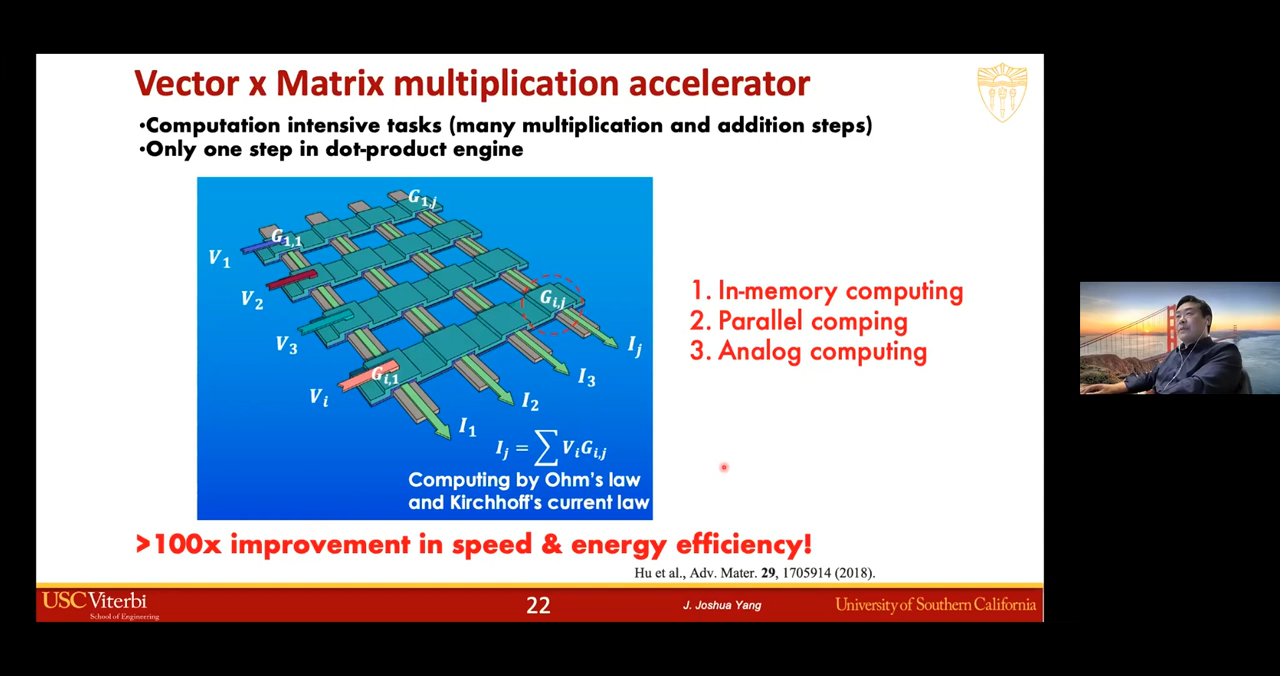 Vector x Matrix multiplication accelerator
•Computation intensive tasks (many multiplication and addition steps)
•Only one step in dot-product engine
G1,j
G1,1
V1
V2
Gi,j
V3
Ij
Gi,1
I3
Vi
I2
I1
Ij = ∑ ViGi,j
Computing by Ohm's law
and Kirchhoff's current law
1. In-memory computing
2. Parallel comping
3. Analog computing
>100x improvement in speed & energy efficiency!
Hu et al., Adv. Mater. 29, 1705914 (2018).
USC Viterbi
School of Engineering
22
J. Joshua Yang
University of Southern California